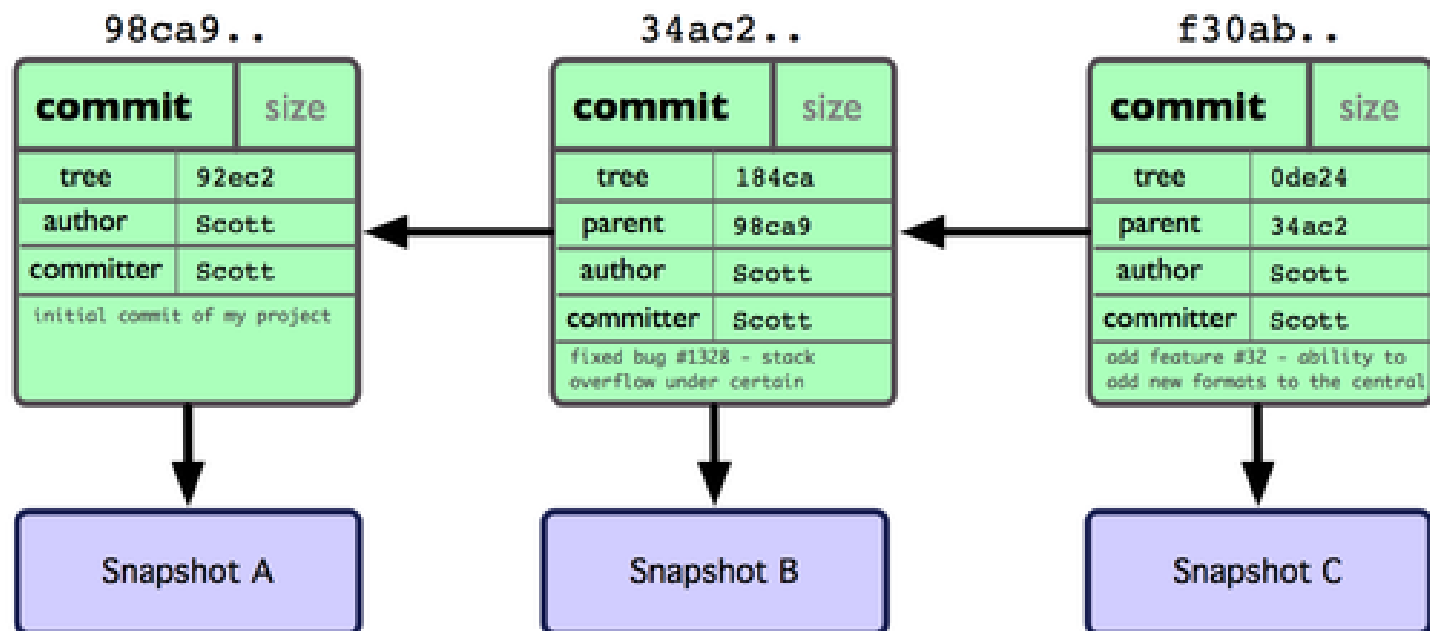 98ca9..
commit size
tree 92ec2
author Scott
committer Scott
initial commit of my project
Snapshot A
34ac2..
commit size
tree 184ca
parent 98ca9
author Scott
committer Scott
fixed bug #1328 - stack
overflow under certain
Snapshot B
f30ab..
commit size
tree 0de24
parent 34ac2
author Scott
committer Scott
add feature #32 - ability to
add new formats to the central
Snapshot C